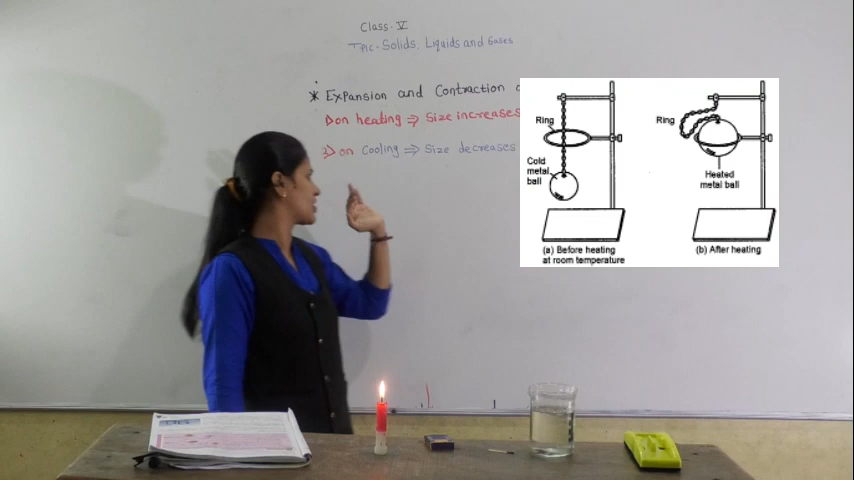 Class-V
Tpic-Solids, Liquids and Gases
* Expansion and Contraction
1> on heating ⇒ Size increases
2> on Cooling ⇒ Size decreases
Ring
Cold
metal
ball
(a) Before heating
at room temperature
Ring
Heated
metal ball
(b) After heating